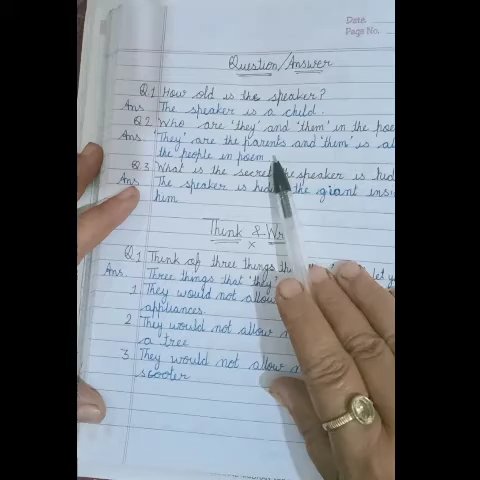 Date.
Page No.
Question/Answer
Q1 How old is the speaker?
Ans The speaker is a child.
Q2 Who are 'they' and 'them' in the poe
Ans. 'They' are the parents and 'them' is al
the people in poem.
Q.3 What is the secret the speaker is hid
Ans The speaker is hidi the giant insi
him
Think & Wr
Q1 Think of three things th let y
Ans. Three things that 'they'
1 They would not allow
appliances.
2 They would not allow
a tree
3. They would not allow
scooter